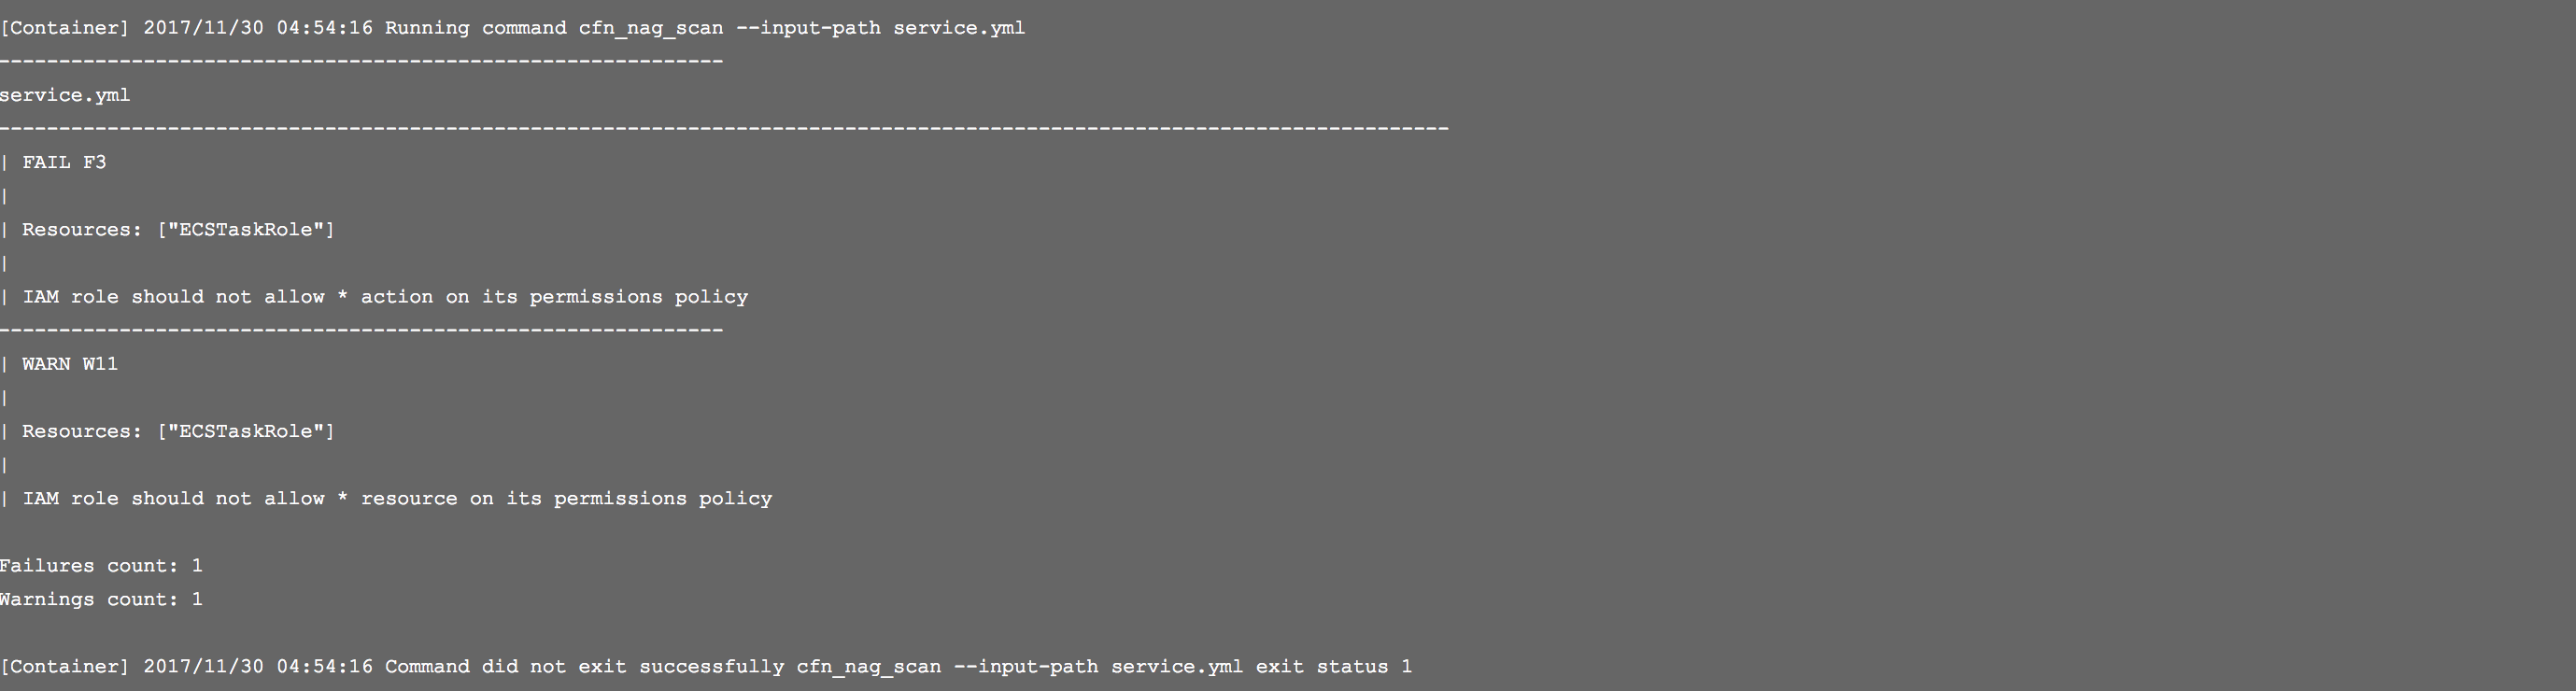 [Container] 2017/11/30 04:54:16 Running command cfn_nag_scan --input-path service.yml
------------------------------------------------------------
service.yml
------------------------------------------------------------------------------------------------------------------------
| FAIL F3
|
| Resources: ["ECSTaskRole"]
|
| IAM role should not allow * action on its permissions policy
------------------------------------------------------------
| WARN W11
|
| Resources: ["ECSTaskRole"]
|
| IAM role should not allow * resource on its permissions policy
Failures count: 1
Warnings count: 1
[Container] 2017/11/30 04:54:16 Command did not exit successfully cfn_nag_scan --input-path service.yml exit status 1